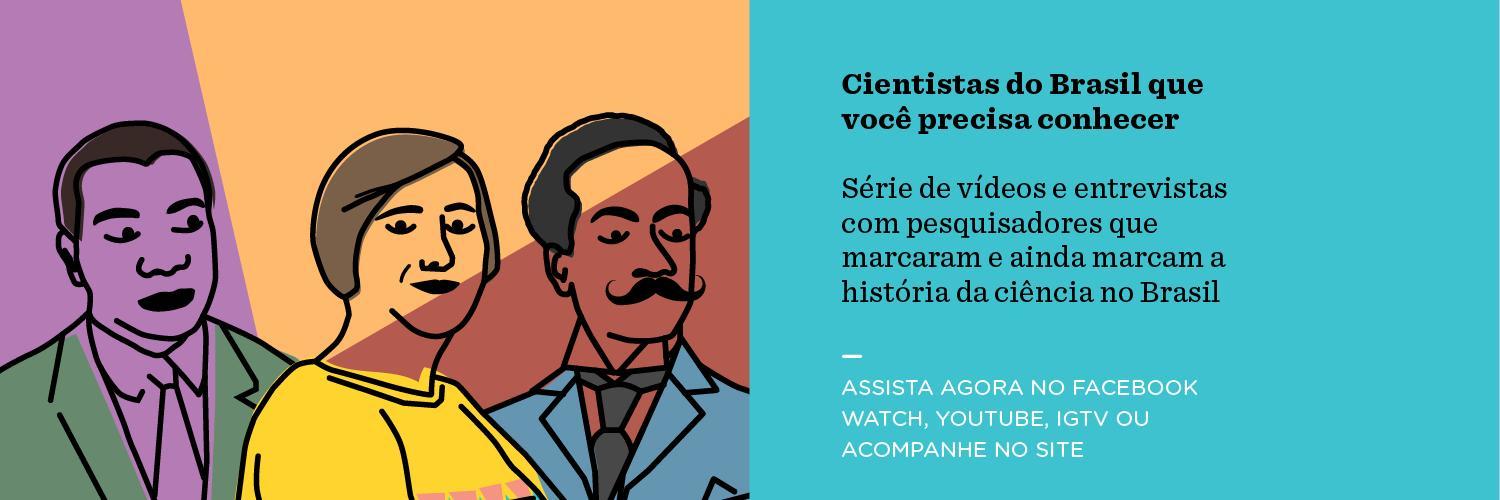 Cientistas do Brasil que
você precisa conhecer
Série de vídeos e entrevistas
com pesquisadores que
marcaram e ainda marcam a
história da ciência no Brasil
ASSISTA AGORA NO FACEBOOK
WATCH, YOUTUBE, IGTV OU
ACOMPANHE NO SITE